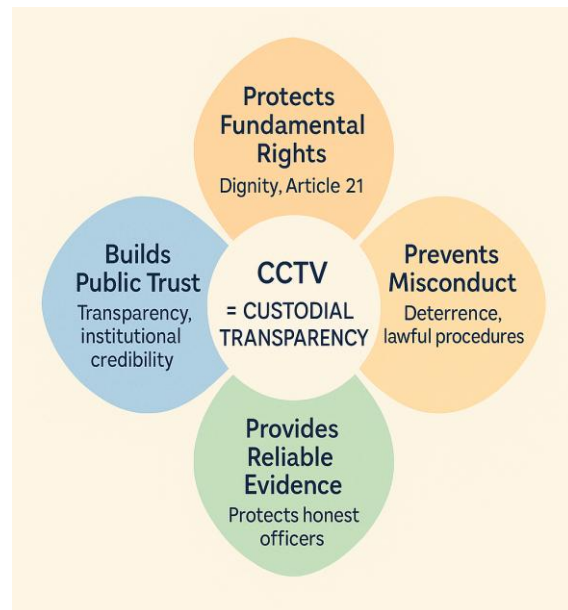 Protects
Fundamental
Rights
Dignity, Article 21
Builds
Public Trust
Transparency,
institutional
credibility
CCTV
= CUSTODIAL
TRANSPARENCY
Prevents
Misconduct
Deterrence,
lawful procedures
Provides
Reliable
Evidence
Protects honest
officers